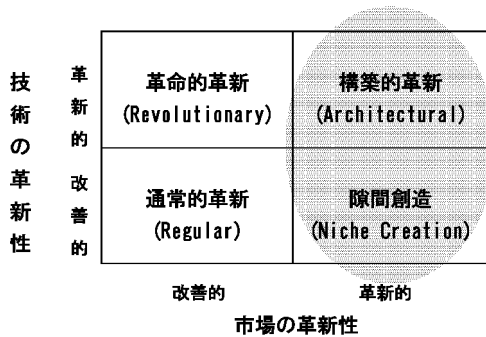 技術の革新性
革新的
改善的
革命的革新
(Revolutionary)
構築的革新
(Architectural)
通常的革新
(Regular)
隙間創造
(Niche Creation)
改善的
革新的
市場の革新性